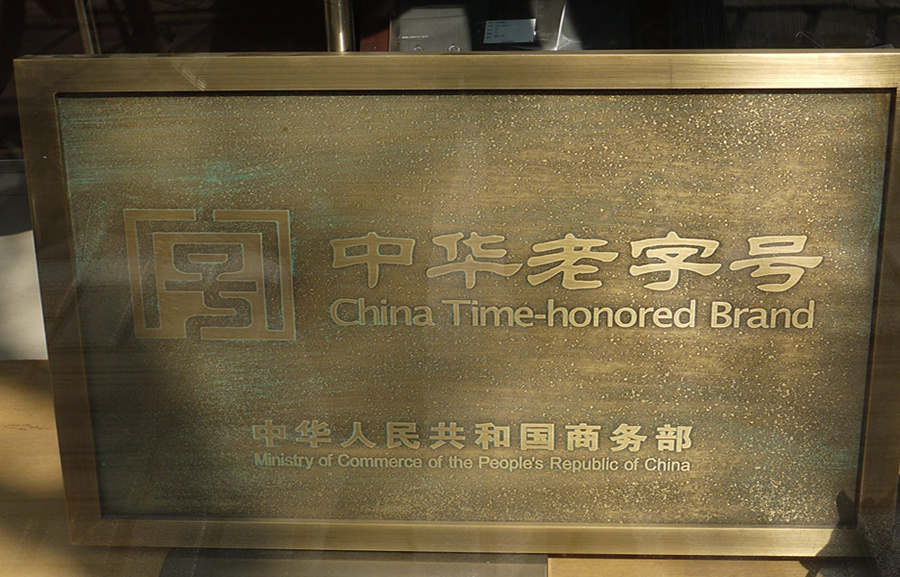 中华老字号
China Time-honored Brand
中华人民共和国商务部
Ministry of Commerce of the People's Republic of China